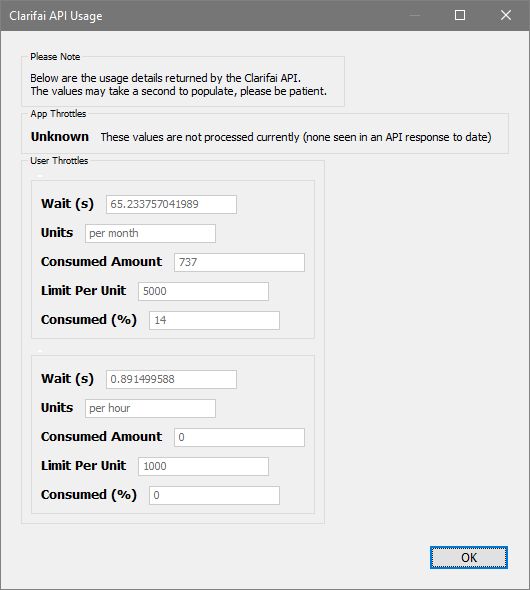 Clarifai API Usage
Please Note
Below are the usage details returned by the Clarifai API.
The values may take a second to populate, please be patient.
App Throttles
Unknown These values are not processed currently (none seen in an API response to date)
User Throttles
Wait (s) 65.233757041989
Units per month
Consumed Amount 737
Limit Per Unit 5000
Consumed (%) 14
Wait (s) 0.891499588
Units per hour
Consumed Amount 0
Limit Per Unit 1000
Consumed (%) 0
OK